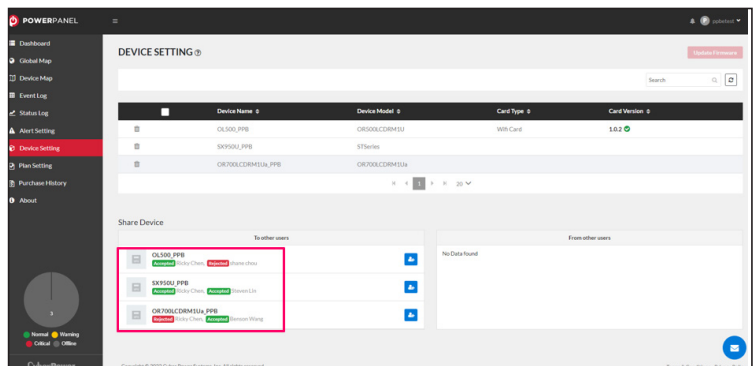 POWERPANEL
ppbetest
Dashboard
Global Map
Device Map
Event Log
Status Log
Alert Setting
Device Setting
Plan Setting
Purchase History
About
3
Normal Warning
Critical Offline
CyberPower
DEVICE SETTING
Update Firmware
Search
Device Name Device Model Card Type Card Version
OL500_PPB OR500LCDRM1U Wifi Card 1.0.2
SX950U_PPB STSeries
OR700LCDRM1Ua_PPB OR700LCDRM1Ua
1 20
Share Device
To other users
OL500_PPB
Accepted Ricky Chen, Rejected shane chou
SX950U_PPB
Accepted Ricky Chen, Accepted Steven Lin
OR700LCDRM1Ua_PPB
Rejected Ricky Chen, Accepted Benson Wang
From other users
No Data found